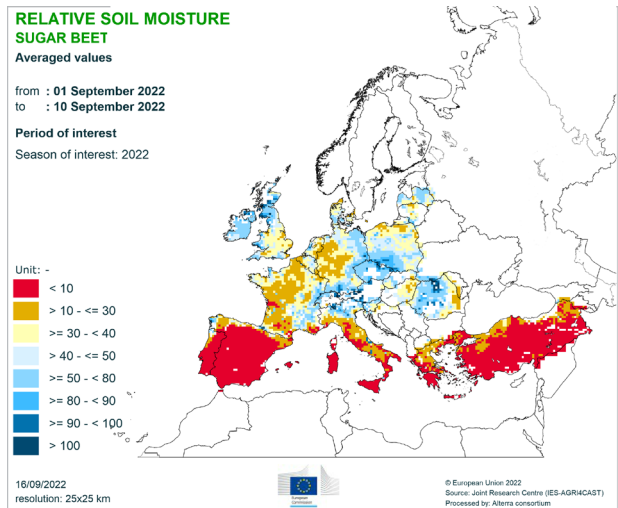 RELATIVE SOIL MOISTURE
SUGAR BEET
Averaged values
from : 01 September 2022
to : 10 September 2022
Period of interest
Season of interest: 2022
Unit: -
< 10
> 10 - <= 30
>= 30 - < 40
> 40 - <= 50
>= 50 - < 80
>= 80 - < 90
>= 90 - < 100
> 100
16/09/2022
resolution: 25x25 km
European
Commission
© European Union 2022
Source: Joint Research Centre (IES-AGRI4CAST)
Processed by: Alterra consortium